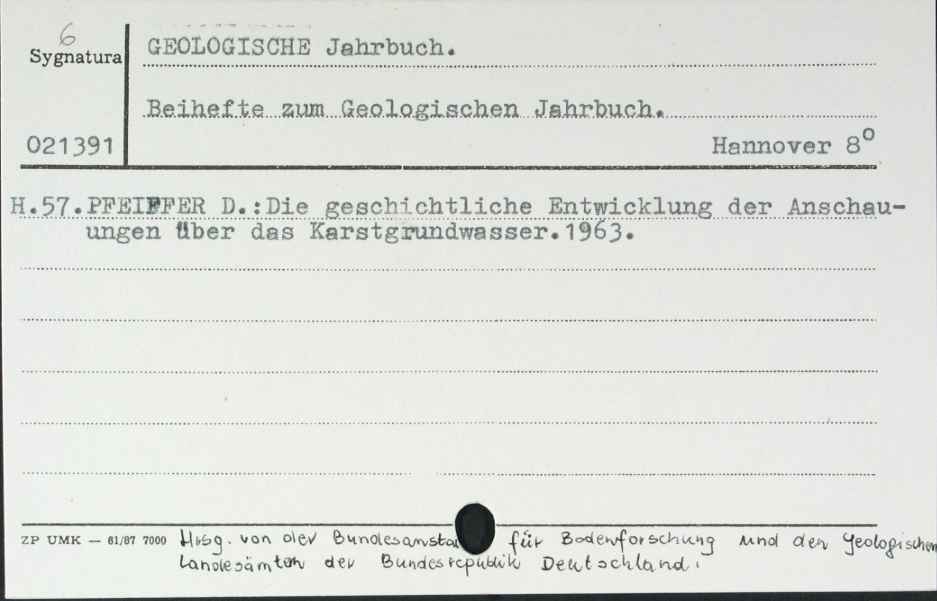 6
Sygnatura
GEOLOGISCHE Jahrbuch.
Beihefte zum Geologischen Jahrbuch.
021391
Hannover 8°
H.57.PFEIFFER D.:Die geschichtliche Entwicklung der Anschau-
ungen über das Karstgrundwasser.1963.
ZP UMK — 61/87 7000 Hrsg. von der Bundesansta für Bodenforschung und den geologischen
Landesämtern der Bundesrepublik Deutschland.